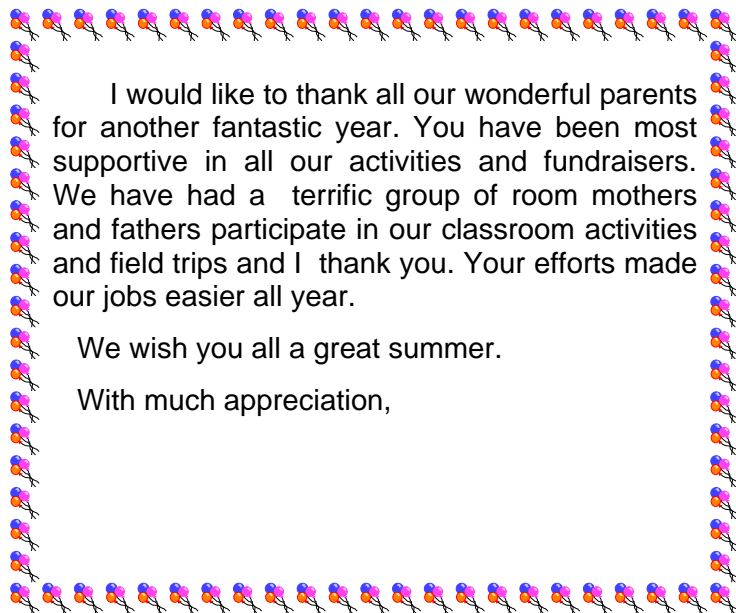 I would like to thank all our wonderful parents
for another fantastic year. You have been most
supportive in all our activities and fundraisers.
We have had a terrific group of room mothers
and fathers participate in our classroom activities
and field trips and I thank you. Your efforts made
our jobs easier all year.
We wish you all a great summer.
With much appreciation,